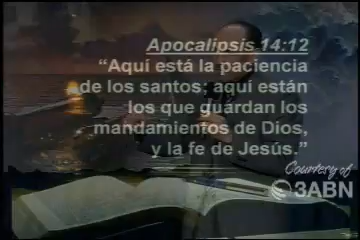 Apocalipsis 14:12
“Aquí está la paciencia
de los santos; aquí están
los que guardan los
mandamientos de Dios,
y la fe de Jesús.”
Courtesy of
3ABN